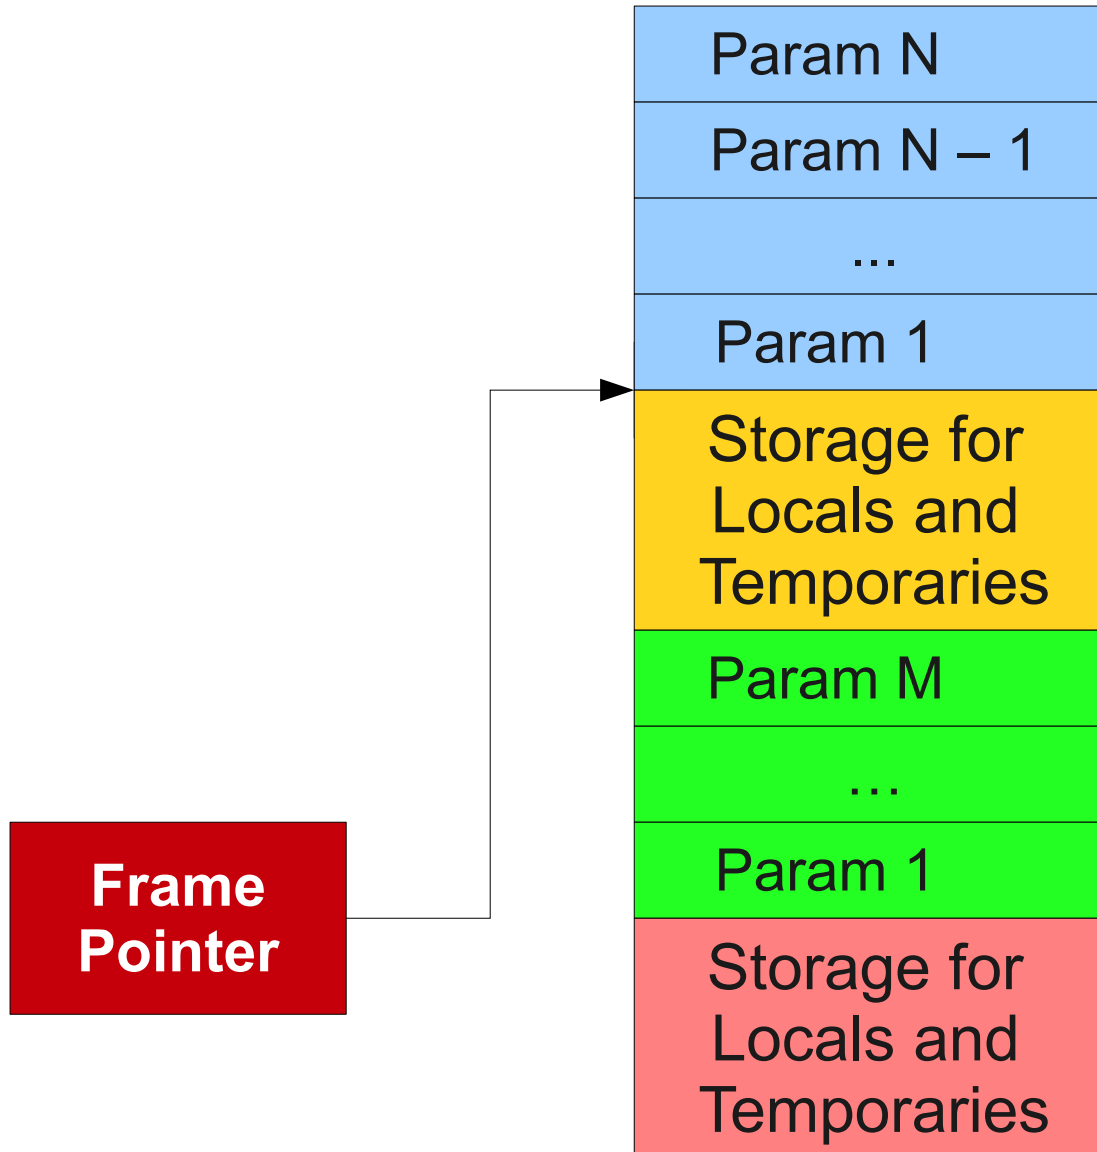 Param N
Param N – 1
...
Param 1
Storage for
Locals and
Temporaries
Param M
…
Param 1
Frame
Pointer
Storage for
Locals and
Temporaries